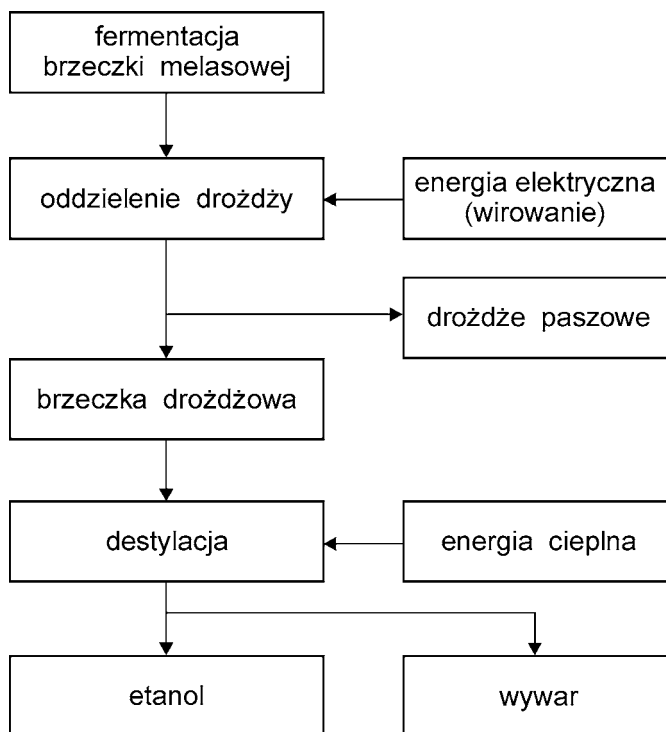 fermentacja
brzeczki melasowej
oddzielenie drożdży
energia elektryczna
(wirowanie)
drożdże paszowe
brzeczka drożdżowa
destylacja
energia cieplna
etanol
wywar